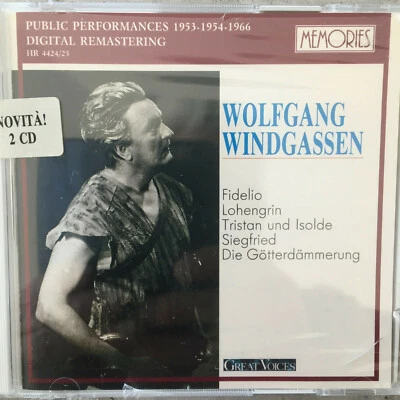 PUBLIC PERFORMANCES 1953-1954-1966
DIGITAL REMASTERING
HR 4424/25
MEMORIES
NOVITÀ!
2 CD
WOLFGANG
WINDGASSEN
Fidelio
Lohengrin
Tristan und Isolde
Siegfried
Die Götterdämmerung
GREAT VOICES